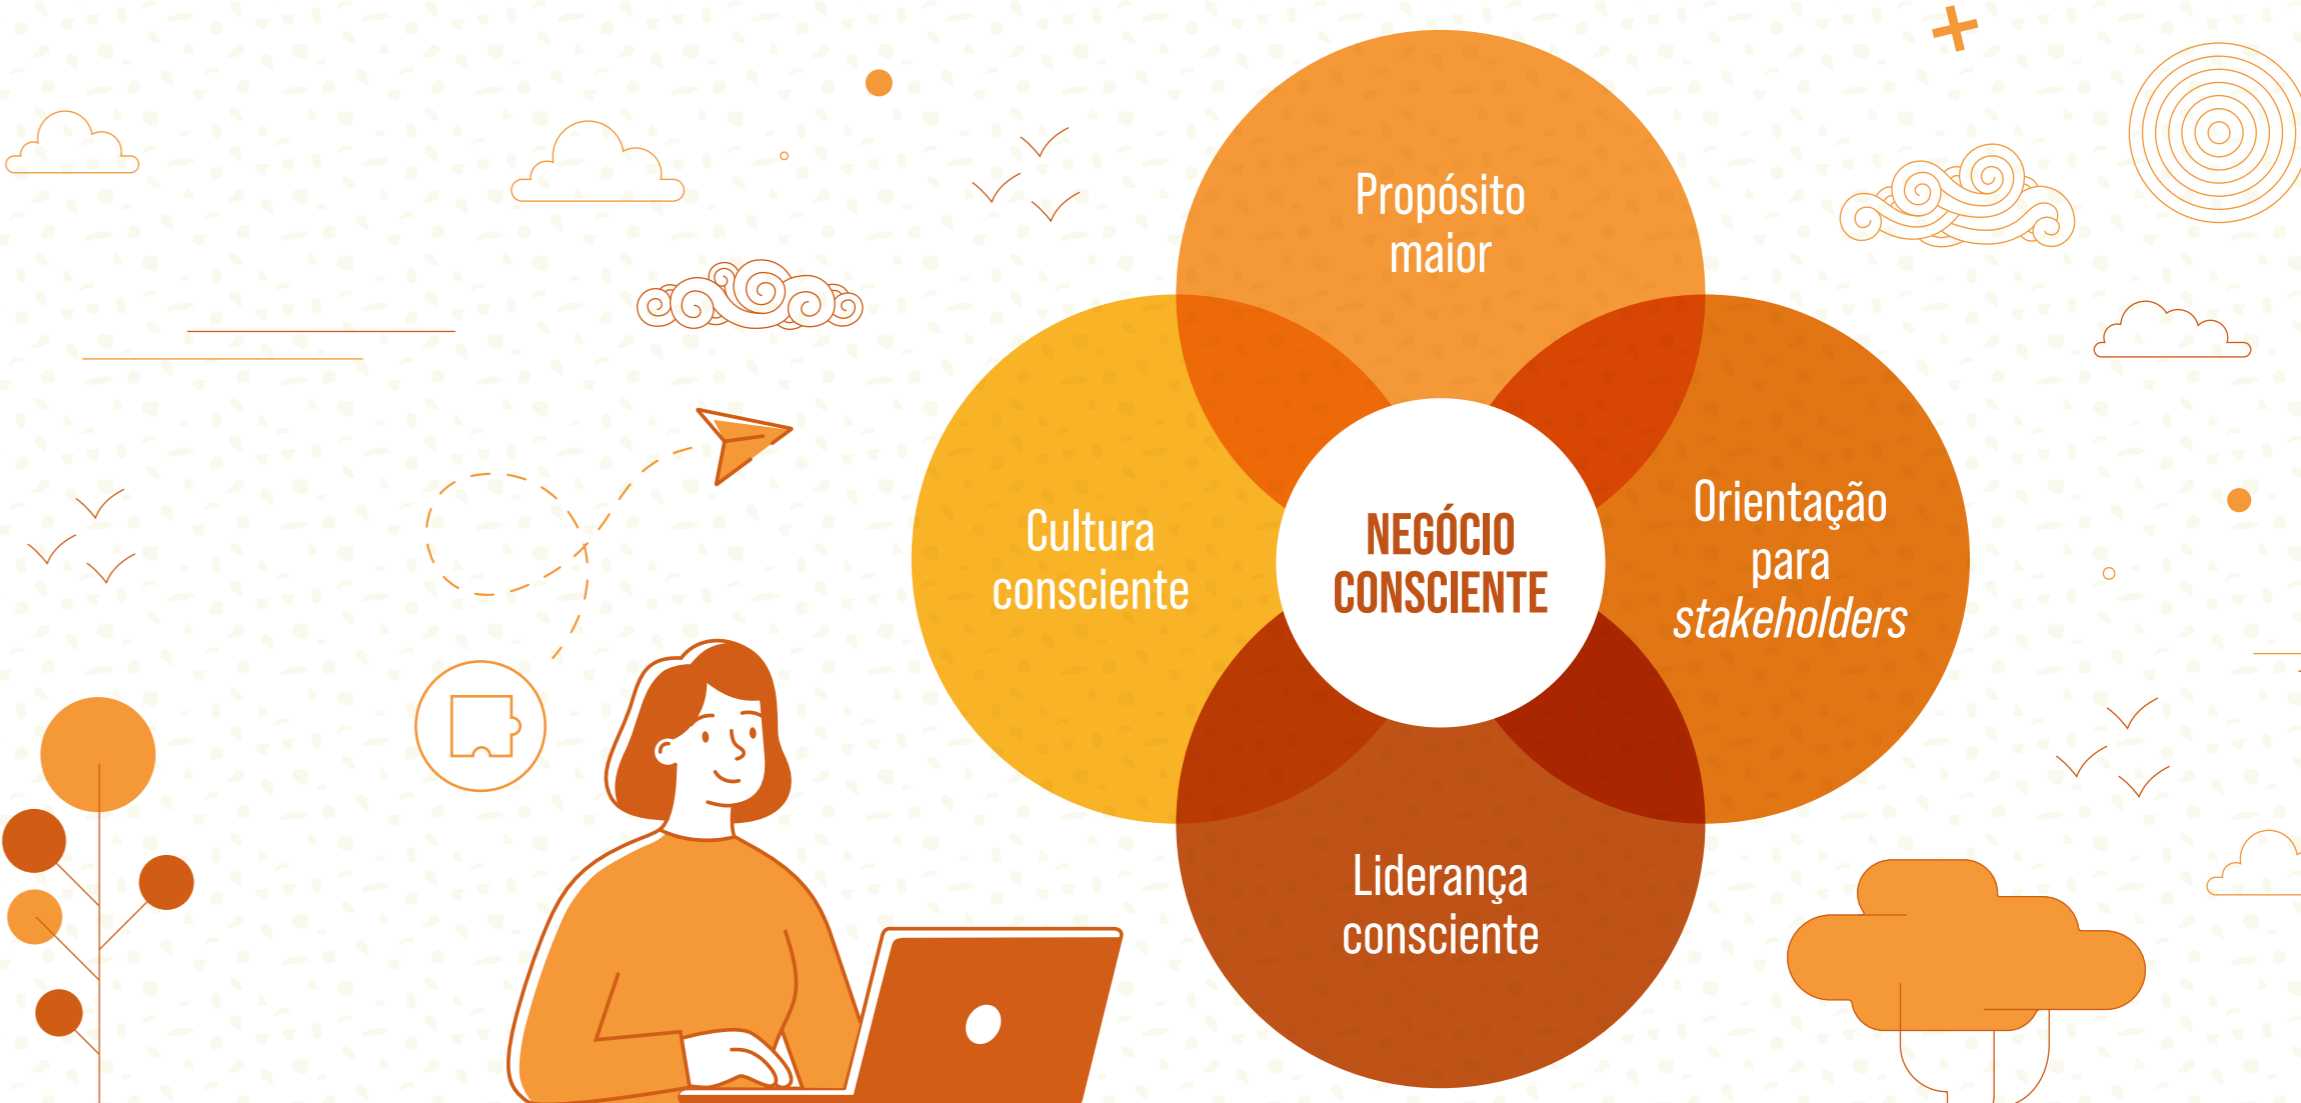 Propósito
maior
Cultura
consciente
NEGÓCIO
CONSCIENTE
Orientação
para
stakeholders
Liderança
consciente